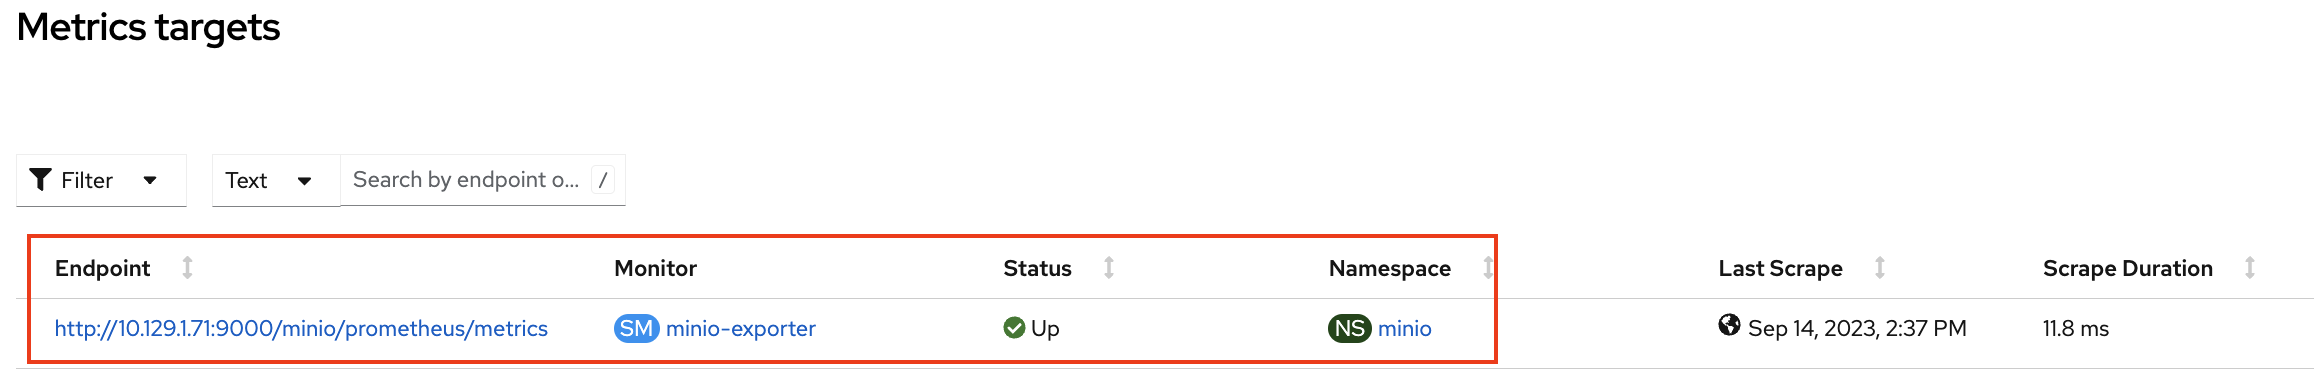 Metrics targets
Filter Text Search by endpoint o... /
Endpoint Monitor Status Namespace Last Scrape Scrape Duration
http://10.129.1.71:9000/minio/prometheus/metrics SM minio-exporter Up NS minio Sep 14, 2023, 2:37 PM 11.8 ms